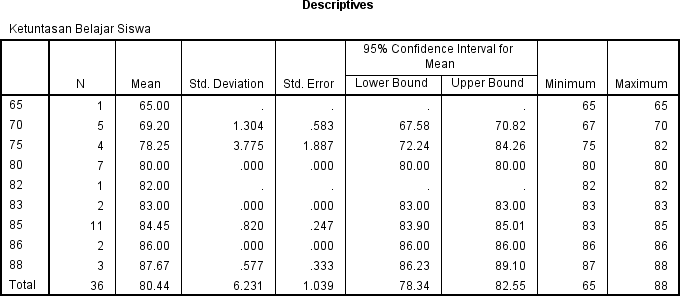 Descriptives
Ketuntasan Belajar Siswa
95% Confidence Interval for
Mean
N Mean Std. Deviation Std. Error Lower Bound Upper Bound Minimum Maximum
65 1 65.00 . . . . 65 65
70 5 69.20 1.304 .583 67.58 70.82 67 70
75 4 78.25 3.775 1.887 72.24 84.26 75 82
80 7 80.00 .000 .000 80.00 80.00 80 80
82 1 82.00 . . . . 82 82
83 2 83.00 .000 .000 83.00 83.00 83 83
85 11 84.45 .820 .247 83.90 85.01 83 85
86 2 86.00 .000 .000 86.00 86.00 86 86
88 3 87.67 .577 .333 86.23 89.10 87 88
Total 36 80.44 6.231 1.039 78.34 82.55 65 88